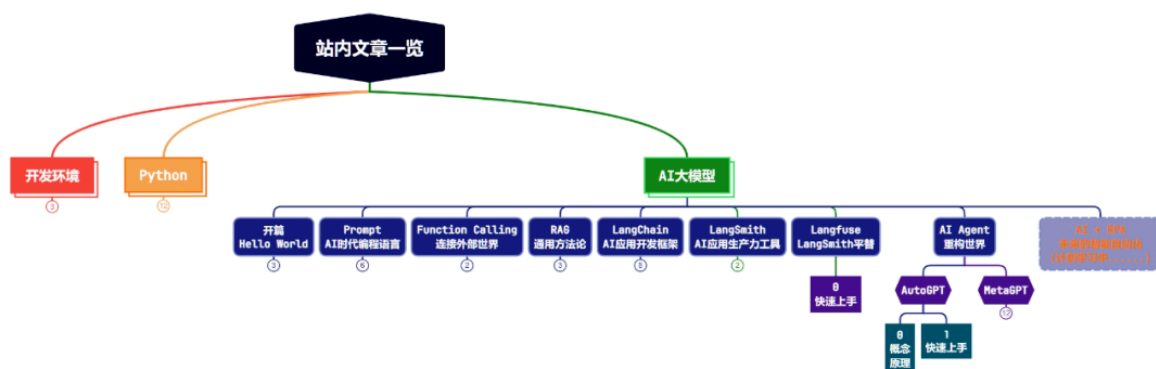 站内文章一览
开发环境
3
Python
12
AI大模型
开篇
Hello World
3
Prompt
AI时代编程语言
6
Function Calling
连接外部世界
2
RAG
通用方法论
3
LangChain
AI应用开发框架
8
LangSmith
AI应用生产力工具
2
Langfuse
LangSmith平替
0
快速上手
AI Agent
重构世界
AutoGPT
0
概念
原理
1
快速上手
MetaGPT
12
AI + RPA